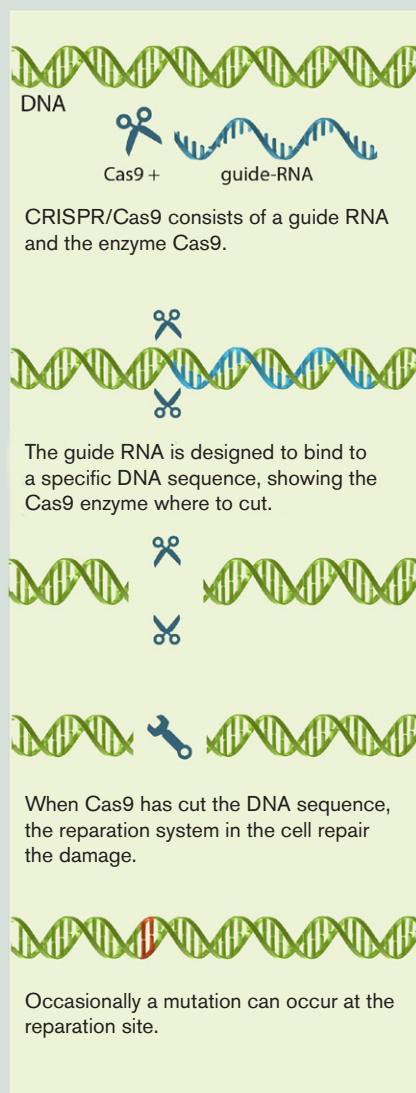 DNA
Cas9 + guide-RNA
CRISPR/Cas9 consists of a guide RNA
and the enzyme Cas9.
The guide RNA is designed to bind to
a specific DNA sequence, showing the
Cas9 enzyme where to cut.
When Cas9 has cut the DNA sequence,
the reparation system in the cell repair
the damage.
Occasionally a mutation can occur at the
reparation site.